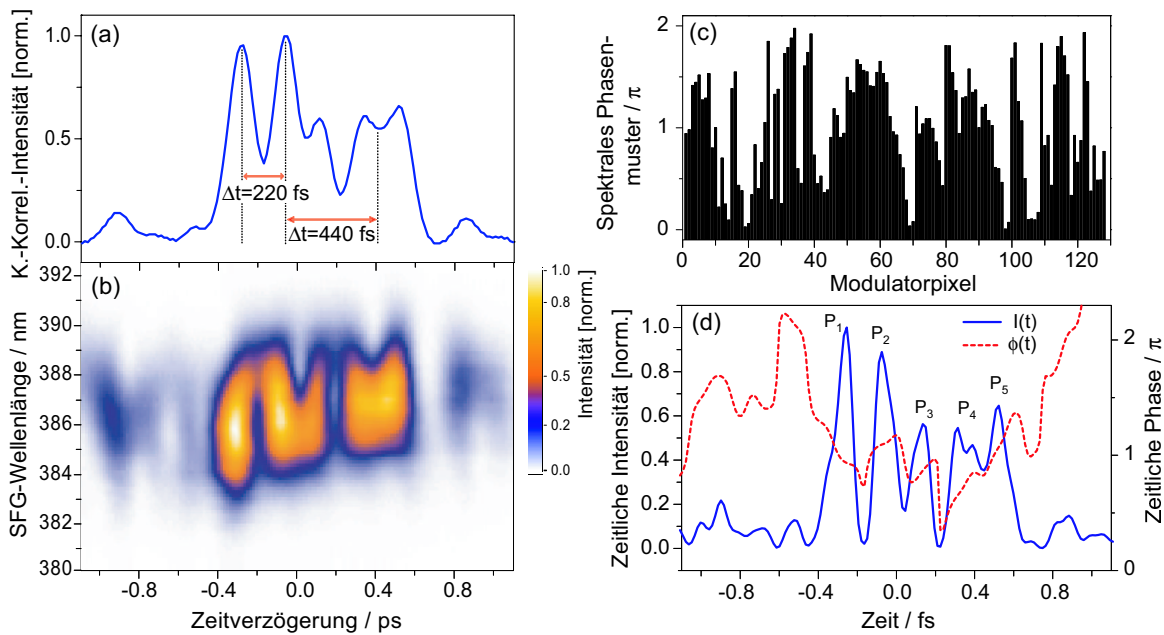 (a)
K.-Korrel.-Intensität [norm.]
1.0
0.5
0.0
Δt=220 fs
Δt=440 fs
(b)
SFG-Wellenlänge / nm
392
390
388
386
384
382
380
-0.8 -0.4 0.0 0.4 0.8
Zeitverzögerung / ps
Intensität [norm.]
1.0
0.8
0.5
0.2
0.0
(c)
Spektrales Phasen-
muster / π
2
1
0
0 20 40 60 80 100 120
Modulatorpixel
(d)
Zeitliche Intensität [norm.]
1.0
0.8
0.6
0.4
0.2
0.0
P1
P2
P3
P4
P5
I(t)
ϕ(t)
2
1
0
Zeitliche Phase / π
-0.8 -0.4 0.0 0.4 0.8
Zeit / fs